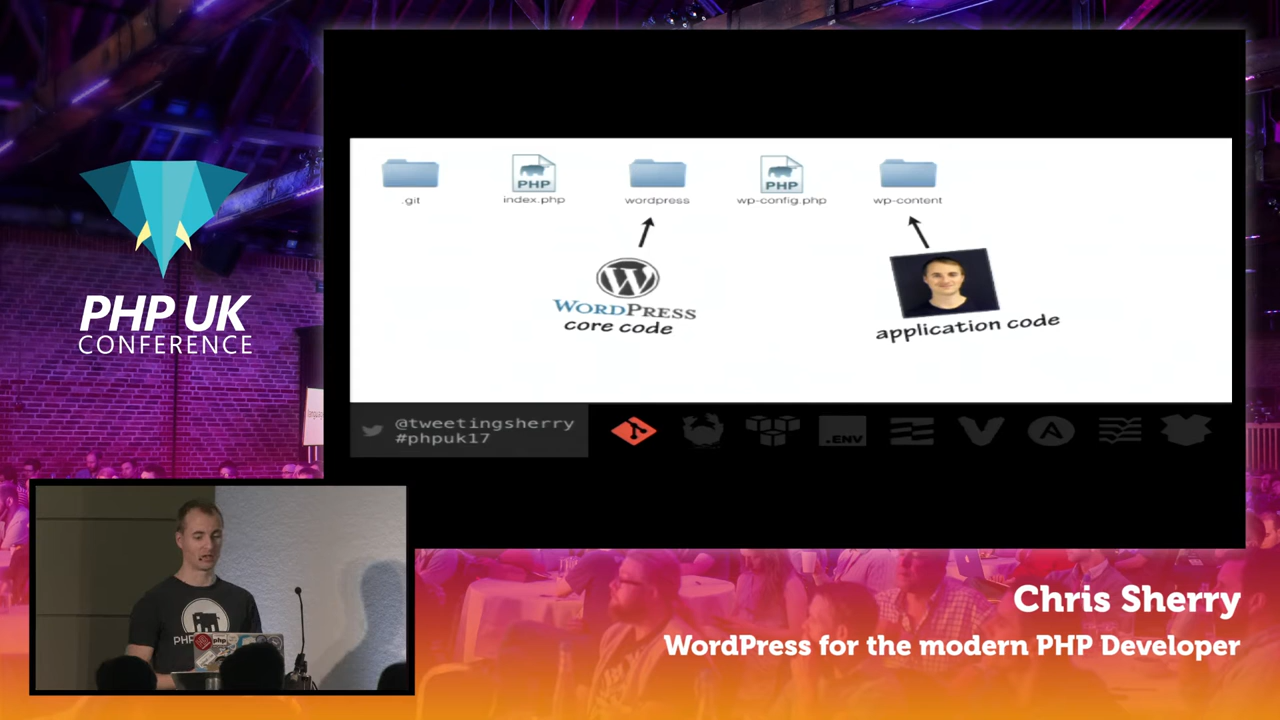 PHP UK
CONFERENCE
PHP
PHP
.git
index.php
wordpress
wp-config.php
wp-content
WORDPRESS
core code
application code
@tweetingsherry
#phpuk17
.ENV
Chris Sherry
WordPress for the modern PHP Developer